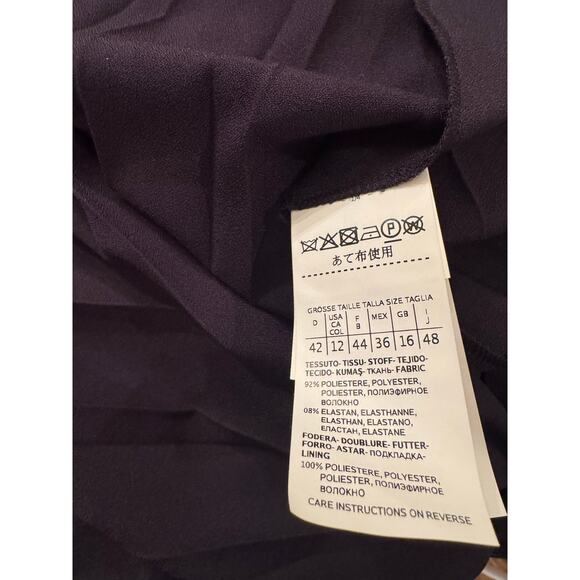 P W
あて布使用
GRÖSSE TAILLE TALLA SIZE TAGLIA
D USA CA COL F B MEX GB I J
42 12 44 36 16 48
TESSUTO- TISSU- STOFF- TEJIDO-
TECIDO- KUMAŞ- ТКАНЬ- FABRIC
92% POLIESTERE, POLYESTER,
POLIESTER, ПОЛИЭФИРНОЕ
ВОЛОКНО
08% ELASTAN, ELASTHANNE,
ELASTHAN, ELASTANO,
ЕЛАСТАН, ELASTANE
FODERA- DOUBLURE- FUTTER-
FORRO- ASTAR- ПОДКЛАДКА-
LINING
100% POLIESTERE, POLYESTER,
POLIESTER, ПОЛИЭФИРНОЕ
ВОЛОКНО
CARE INSTRUCTIONS ON REVERSE